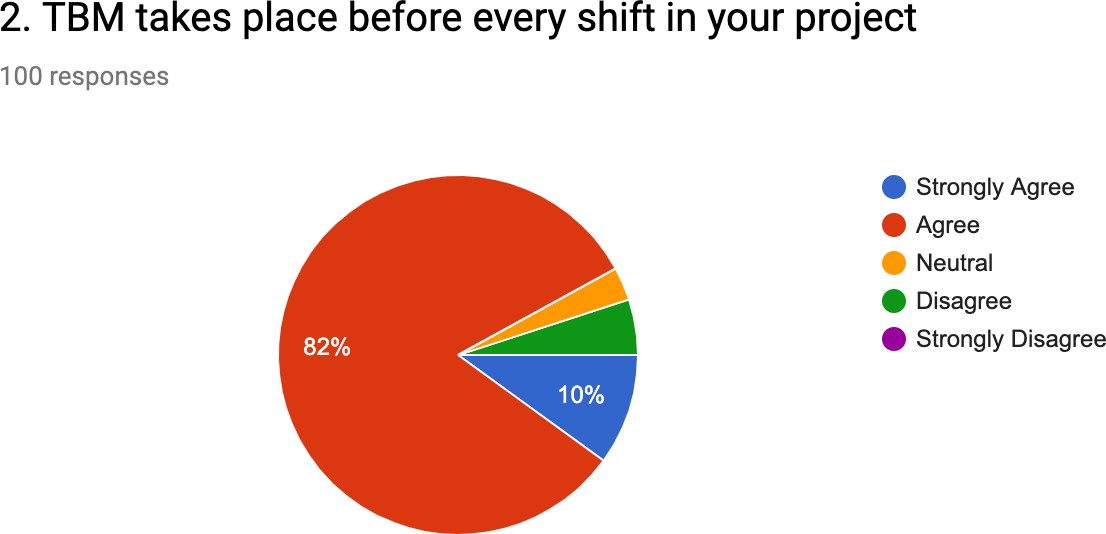 2. TBM takes place before every shift in your project
100 responses
Strongly Agree
Agree
Neutral
Disagree
Strongly Disagree
82%
10%